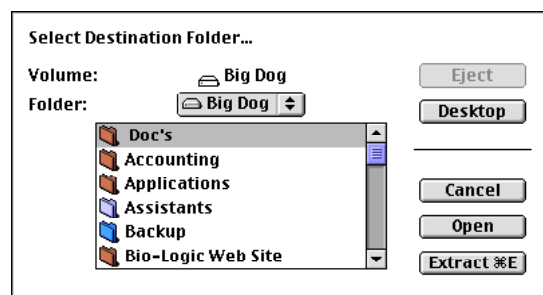 Select Destination Folder...
Volume: Big Dog Eject
Folder: Big Dog Desktop
Doc's
Accounting
Applications
Assistants Cancel
Backup Open
Bio-Logic Web Site Extract ⌘E